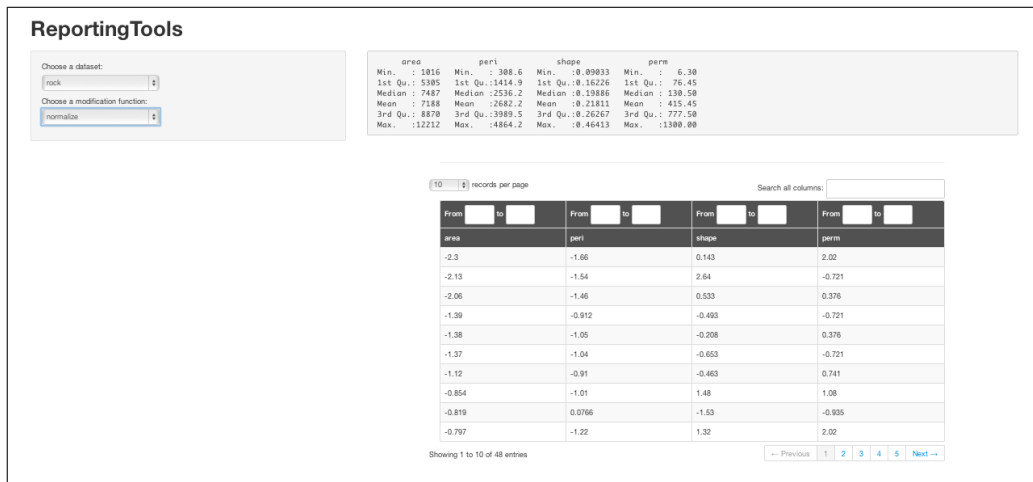 ReportingTools
Choose a dataset:
rock
Choose a modification function:
normalize
area peri shape perm
Min. : 1016 Min. : 308.6 Min. :0.09033 Min. : 6.30
1st Qu.: 5305 1st Qu.:1414.9 1st Qu.:0.16226 1st Qu.: 76.45
Median : 7487 Median :2536.2 Median :0.19886 Median : 130.50
Mean : 7188 Mean :2682.2 Mean :0.21811 Mean : 415.45
3rd Qu.: 8870 3rd Qu.:3989.5 3rd Qu.:0.26267 3rd Qu.: 777.50
Max. :12212 Max. :4864.2 Max. :0.46413 Max. :1300.00
10 records per page Search all columns:
From to From to From to From to
area peri shape perm
-2.3 -1.66 0.143 2.02
-2.13 -1.54 2.64 -0.721
-2.06 -1.46 0.533 0.376
-1.39 -0.912 -0.493 -0.721
-1.38 -1.05 -0.208 0.376
-1.37 -1.04 -0.653 -0.721
-1.12 -0.91 -0.463 0.741
-0.854 -1.01 1.48 1.08
-0.819 0.0766 -1.53 -0.935
-0.797 -1.22 1.32 2.02
Showing 1 to 10 of 48 entries ← Previous 1 2 3 4 5 Next →